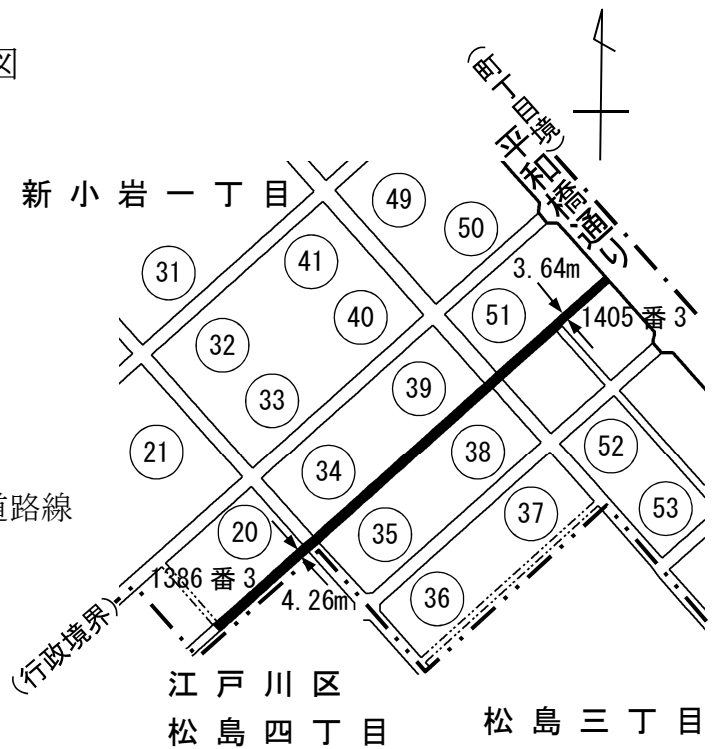 図
(町丁目境)
平和橋通り
新小岩一丁目
49
50
41
31
3.64m
51
1405番3
40
32
39
33
21
38
52
34
53
道路線
20
35
37
1386番3
4.26m
36
(行政境界)
江戸川区
松島四丁目
松島三丁目